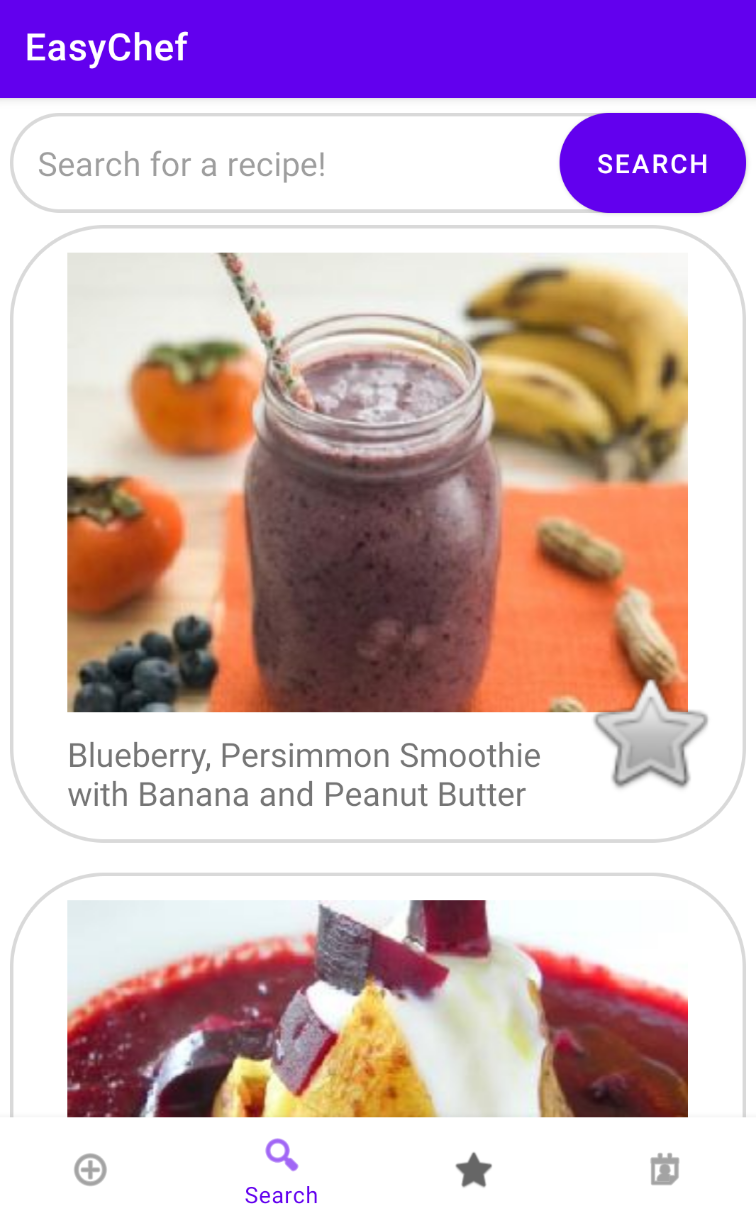 EasyChef
Search for a recipe!
SEARCH
Blueberry, Persimmon Smoothie
with Banana and Peanut Butter
Search